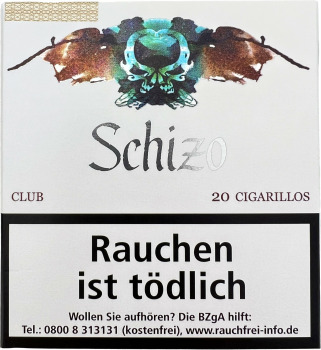 Schizo
CLUB
20 CIGARILLOS
Rauchen
ist tödlich
Wollen Sie aufhören? Die BZgA hilft:
Tel.: 0800 8 313131 (kostenfrei), www.rauchfrei-info.de